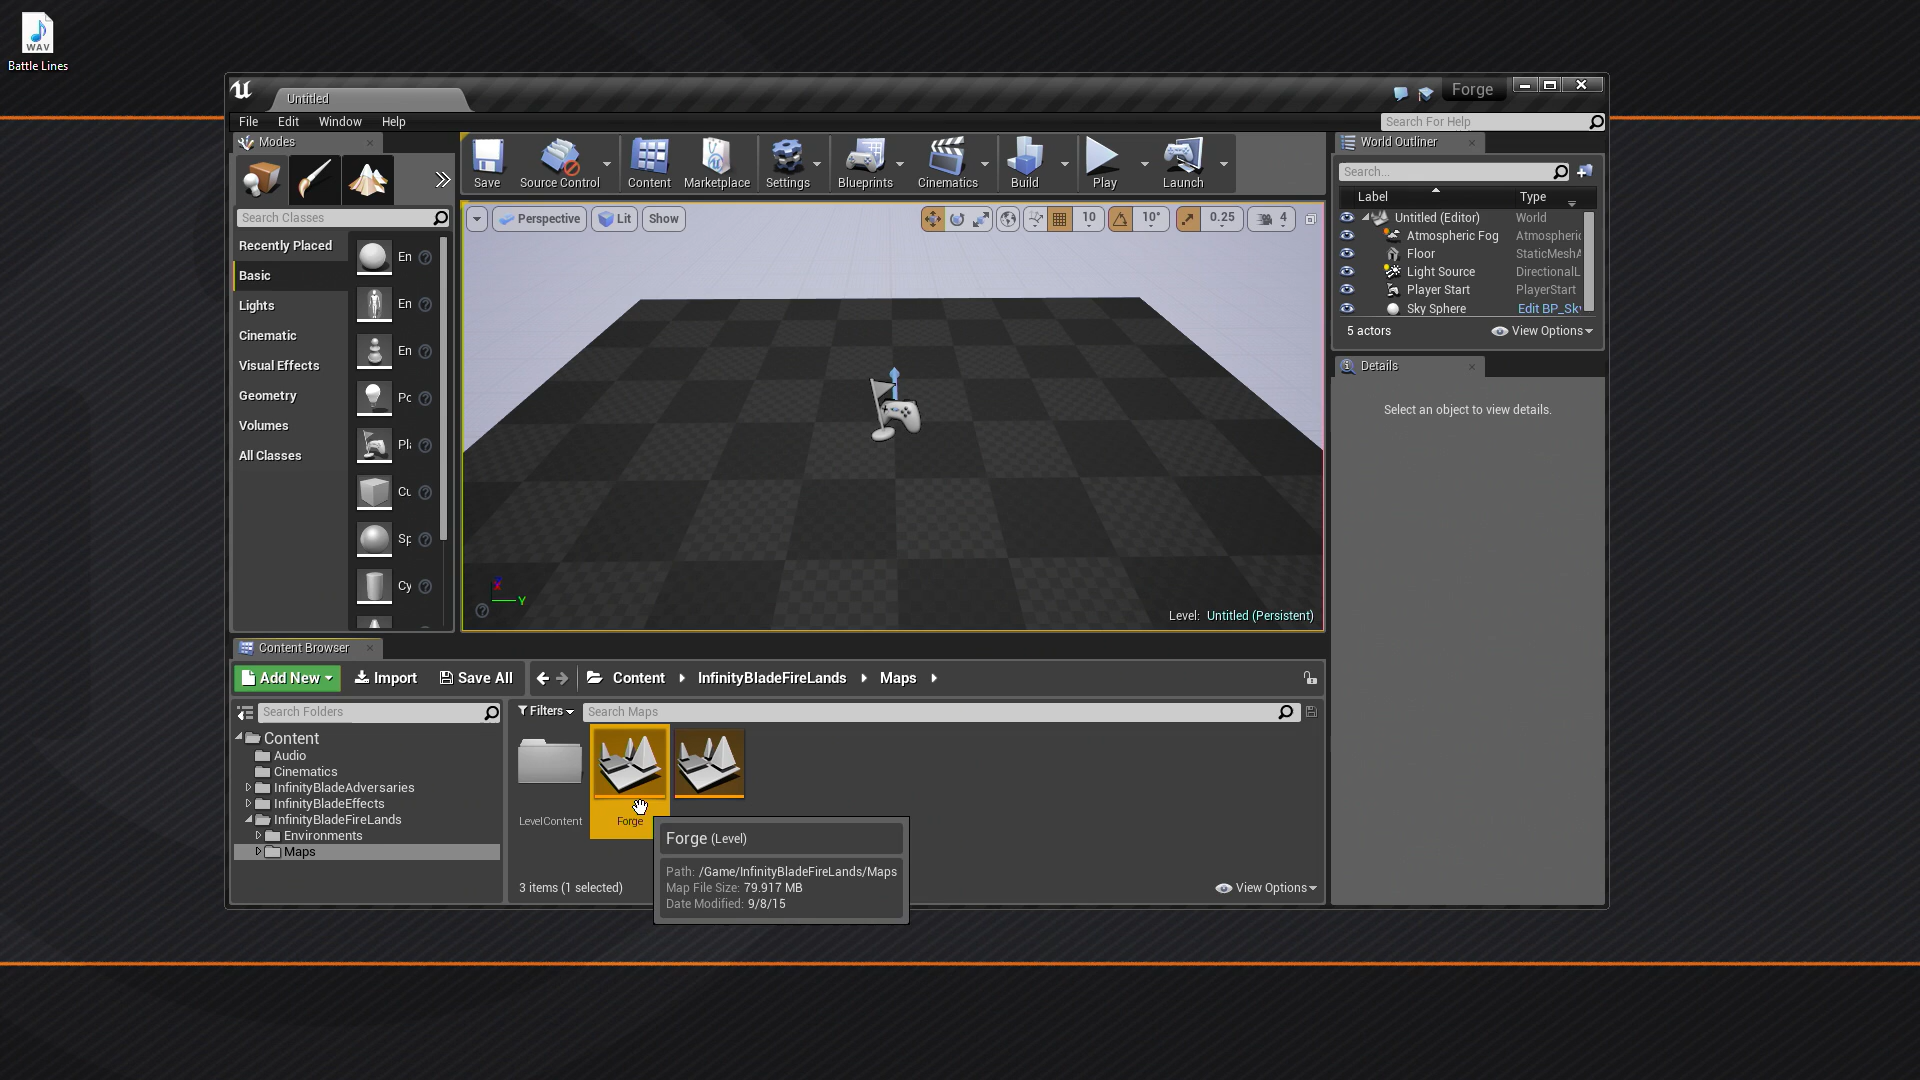 WAV
Battle Lines
Untitled
Forge
File Edit Window Help
Search For Help
Modes
Search Classes
Recently Placed
Basic
Lights
Cinematic
Visual Effects
Geometry
Volumes
All Classes
En
En
En
Po
Pla
Cu
Sp
Cy
Save Source Control Content Marketplace Settings Blueprints Cinematics Build Play Launch
Perspective Lit Show
10 10° 0.25 4
Y
Level: Untitled (Persistent)
World Outliner
Search...
Label Type
Untitled (Editor) World
Atmospheric Fog Atmospheric
Floor StaticMeshA
Light Source DirectionalL
Player Start PlayerStart
Sky Sphere Edit BP_Sky
5 actors View Options
Details
Select an object to view details.
Content Browser
Add New Import Save All Content InfinityBladeFireLands Maps
Search Folders
Content
Audio
Cinematics
InfinityBladeAdversaries
InfinityBladeEffects
InfinityBladeFireLands
Environments
Maps
Filters Search Maps
LevelContent Forge
3 items (1 selected) View Options
Forge (Level)
Path: /Game/InfinityBladeFireLands/Maps
Map File Size: 79.917 MB
Date Modified: 9/8/15